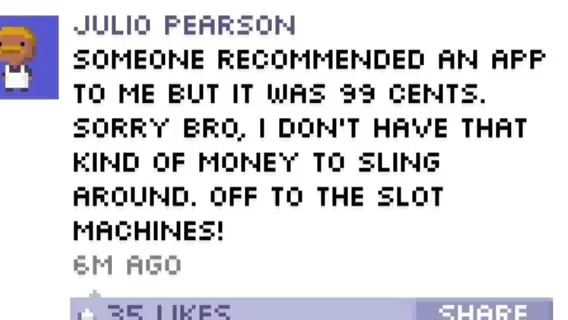 JULIO PEARSON
SOMEONE RECOMMENDED AN APP
TO ME BUT IT WAS 99 CENTS.
SORRY BRO, I DON'T HAVE THAT
KIND OF MONEY TO SLING
AROUND. OFF TO THE SLOT
MACHINES!
6M AGO
35 LIKES
SHARE